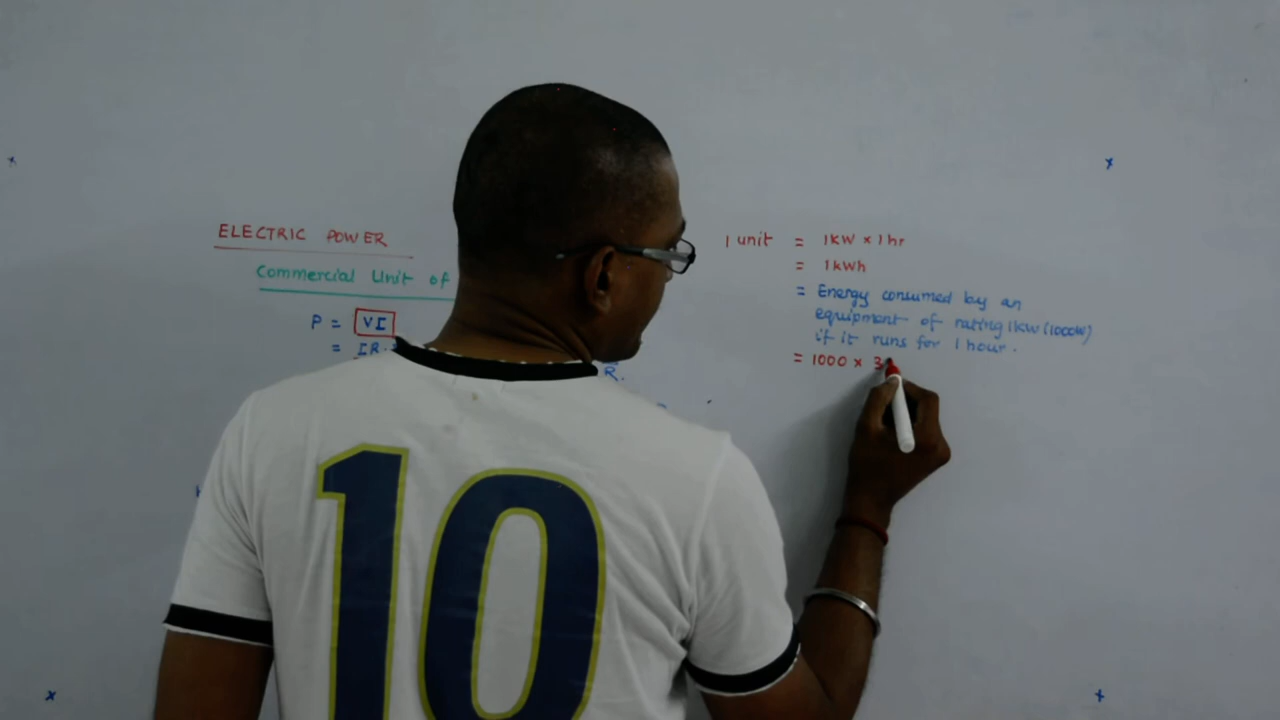 ELECTRIC POWER
Commercial Unit of
P = VI
= IR
R.
1 unit = 1kW × 1hr
= 1kWh
= Energy consumed by an
equipment of rating 1kW (1000W)
if it runs for 1 hour.
= 1000 × 3
10